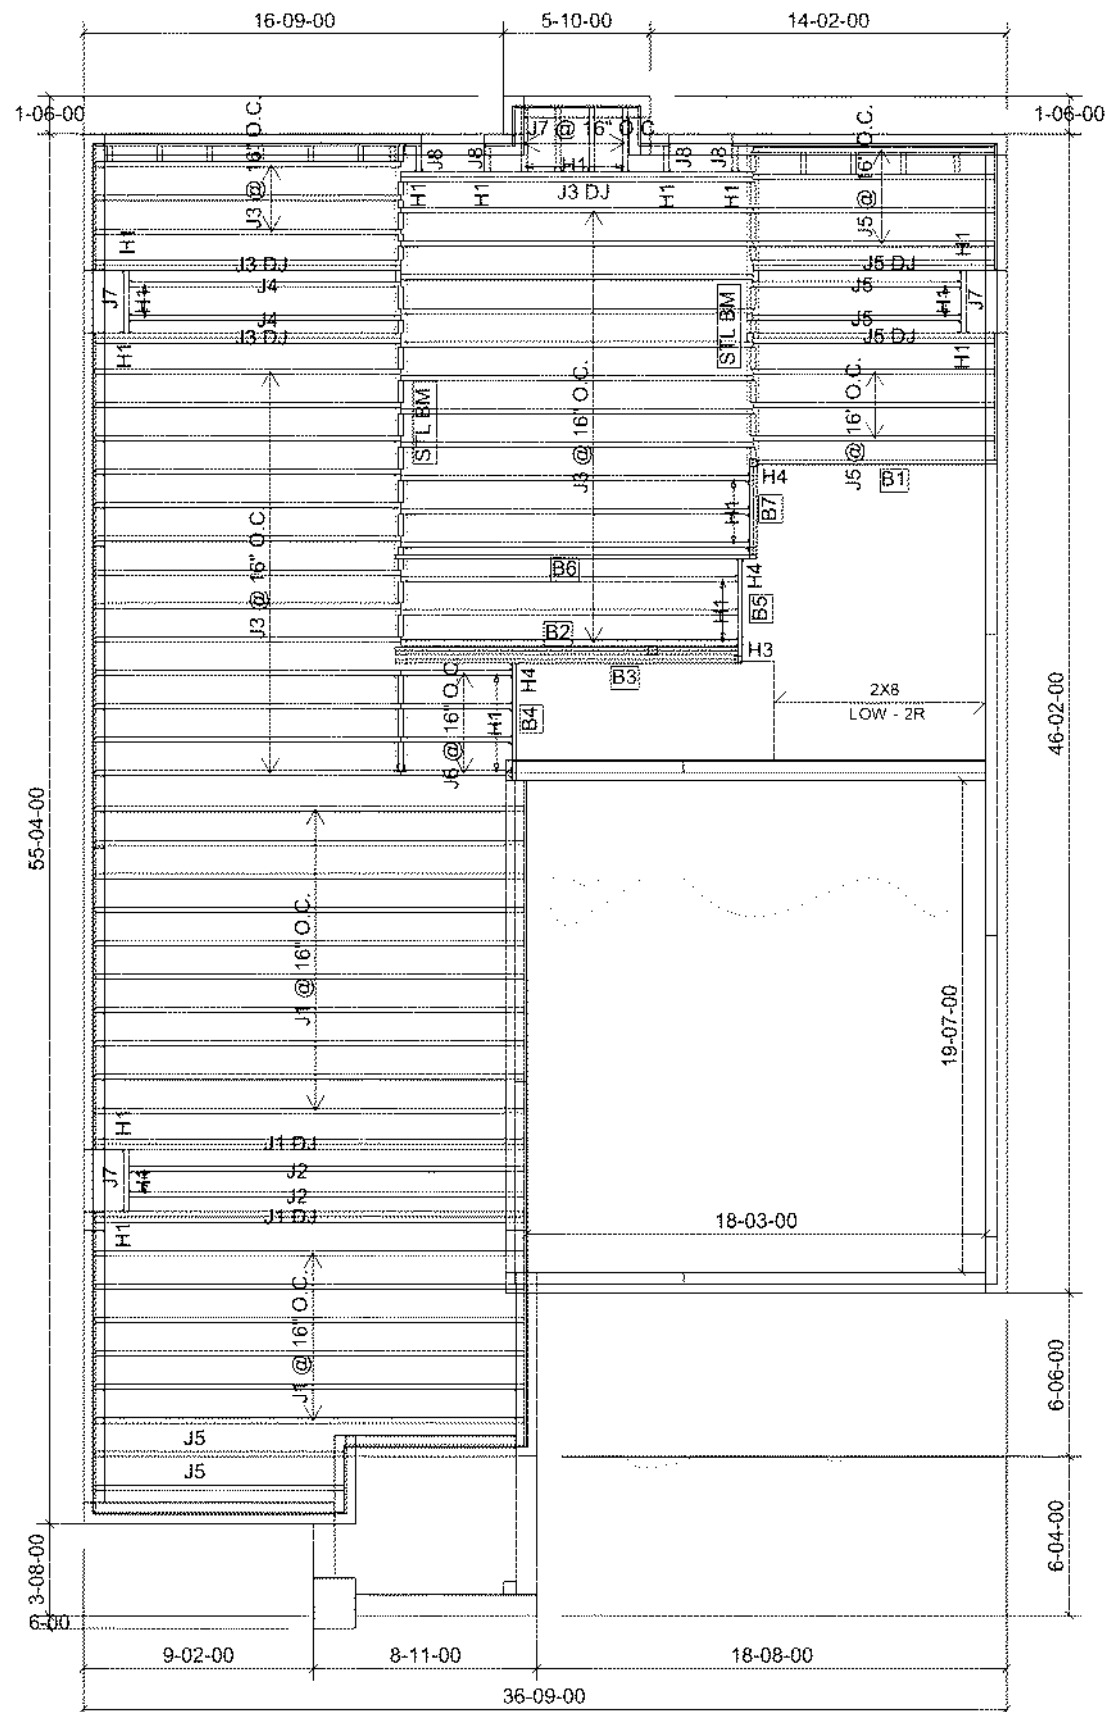 16-09-00
5-10-00
14-02-00
1-06-00
1-06-00
J7 @ 16" O.C.
J3 @ 16" O.C.
J8
J8
H1
J8
J8
J5 @ 16" O.C.
H1
H1
J3 DJ
H1
H1
H1
H1
J3 DJ
J5 DJ
J7
H1
J4
STL BM
J5
H1
J7
J4
J5
J3 DJ
J5 DJ
H1
H1
STL BM
J3 @ 16" O.C.
J5 @ 16" O.C.
H4
B1
H1
B7
J3 @ 16" O.C.
B6
H4
H1
B5
B2
H3
B3
J6 @ 16" O.C.
H1
H4
B4
2X6
LOW - 2R
46-02-00
55-04-00
J1 @ 16" O.C.
19-07-00
H1
J1 DJ
J7
H1
J2
J2
J1 DJ
H1
18-03-00
J1 @ 16" O.C.
6-06-00
J5
J5
3-08-00
6-00
6-04-00
9-02-00
8-11-00
18-08-00
36-09-00